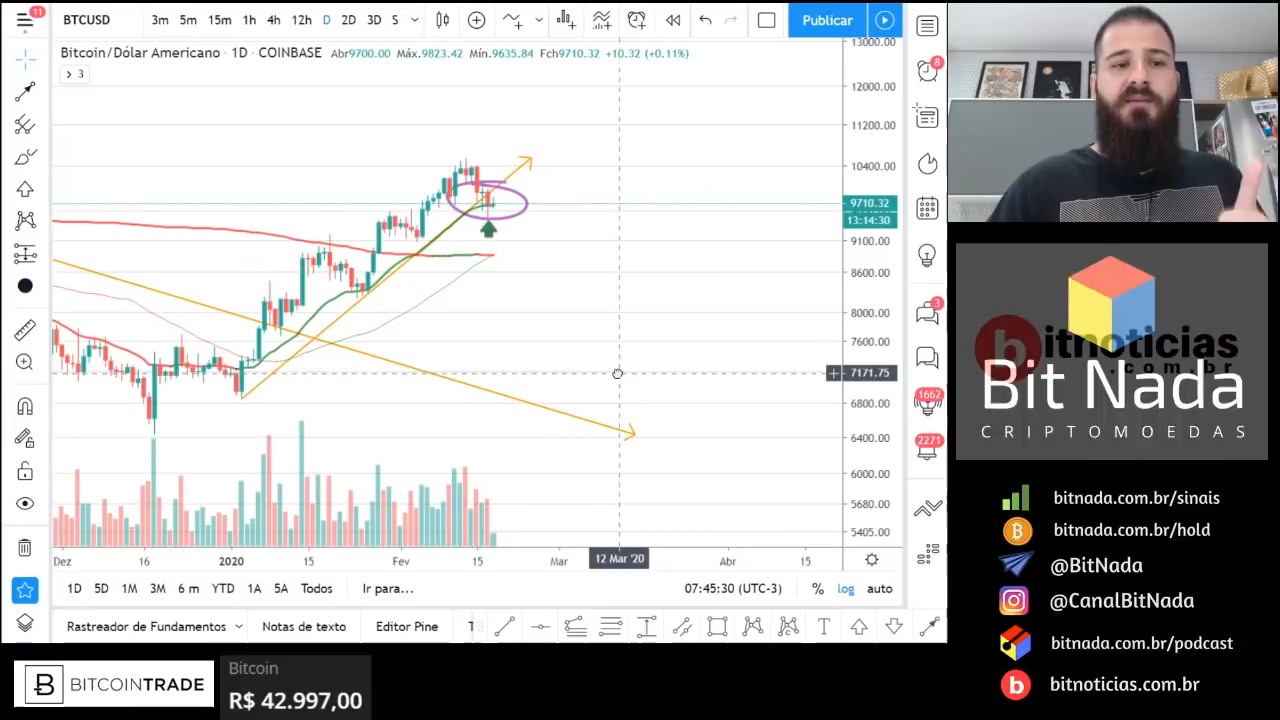 11
BTCUSD 3m 5m 15m 1h 4h 12h D 2D 3D S Publicar
Bitcoin/Dólar Americano · 1D · COINBASE Abr9700.00 Máx.9823.42 Mín.9635.84 Fch9710.32 +10.32 (+0.11%)
3
13000.00
12000.00
11200.00
10400.00
9710.32
13:14:30
9100.00
8600.00
8000.00
7600.00
7171.75
6800.00
6400.00
6000.00
5680.00
5405.00
Dez 16 2020 15 Fev 15 Mar 12 Mar '20 Abr 15
1D 5D 1M 3M 6 m YTD 1A 5A Todos Ir para... 07:45:30 (UTC-3) % log auto
Rastreador de Fundamentos Notas de texto Editor Pine
8
3
1662
2271
bitnoticias
.com.br
Bit Nada
CRIPTOMOEDAS
bitnada.com.br/sinais
bitnada.com.br/hold
@BitNada
@CanalBitNada
bitnada.com.br/podcast
bitnoticias.com.br
BITCOINTRADE
Bitcoin
R$ 42.997,00